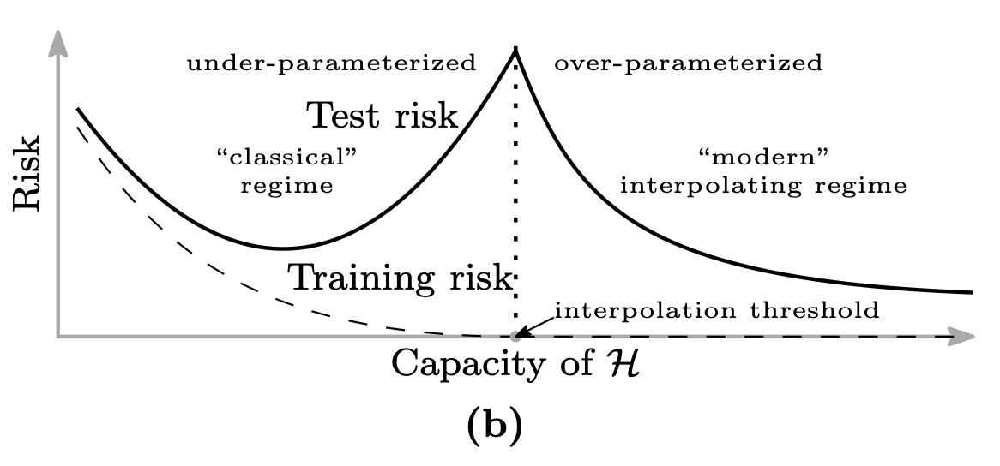 under-parameterized
over-parameterized
Test risk
“classical”
regime
“modern”
interpolating regime
Risk
Training risk
interpolation threshold
Capacity of ℋ
(b)